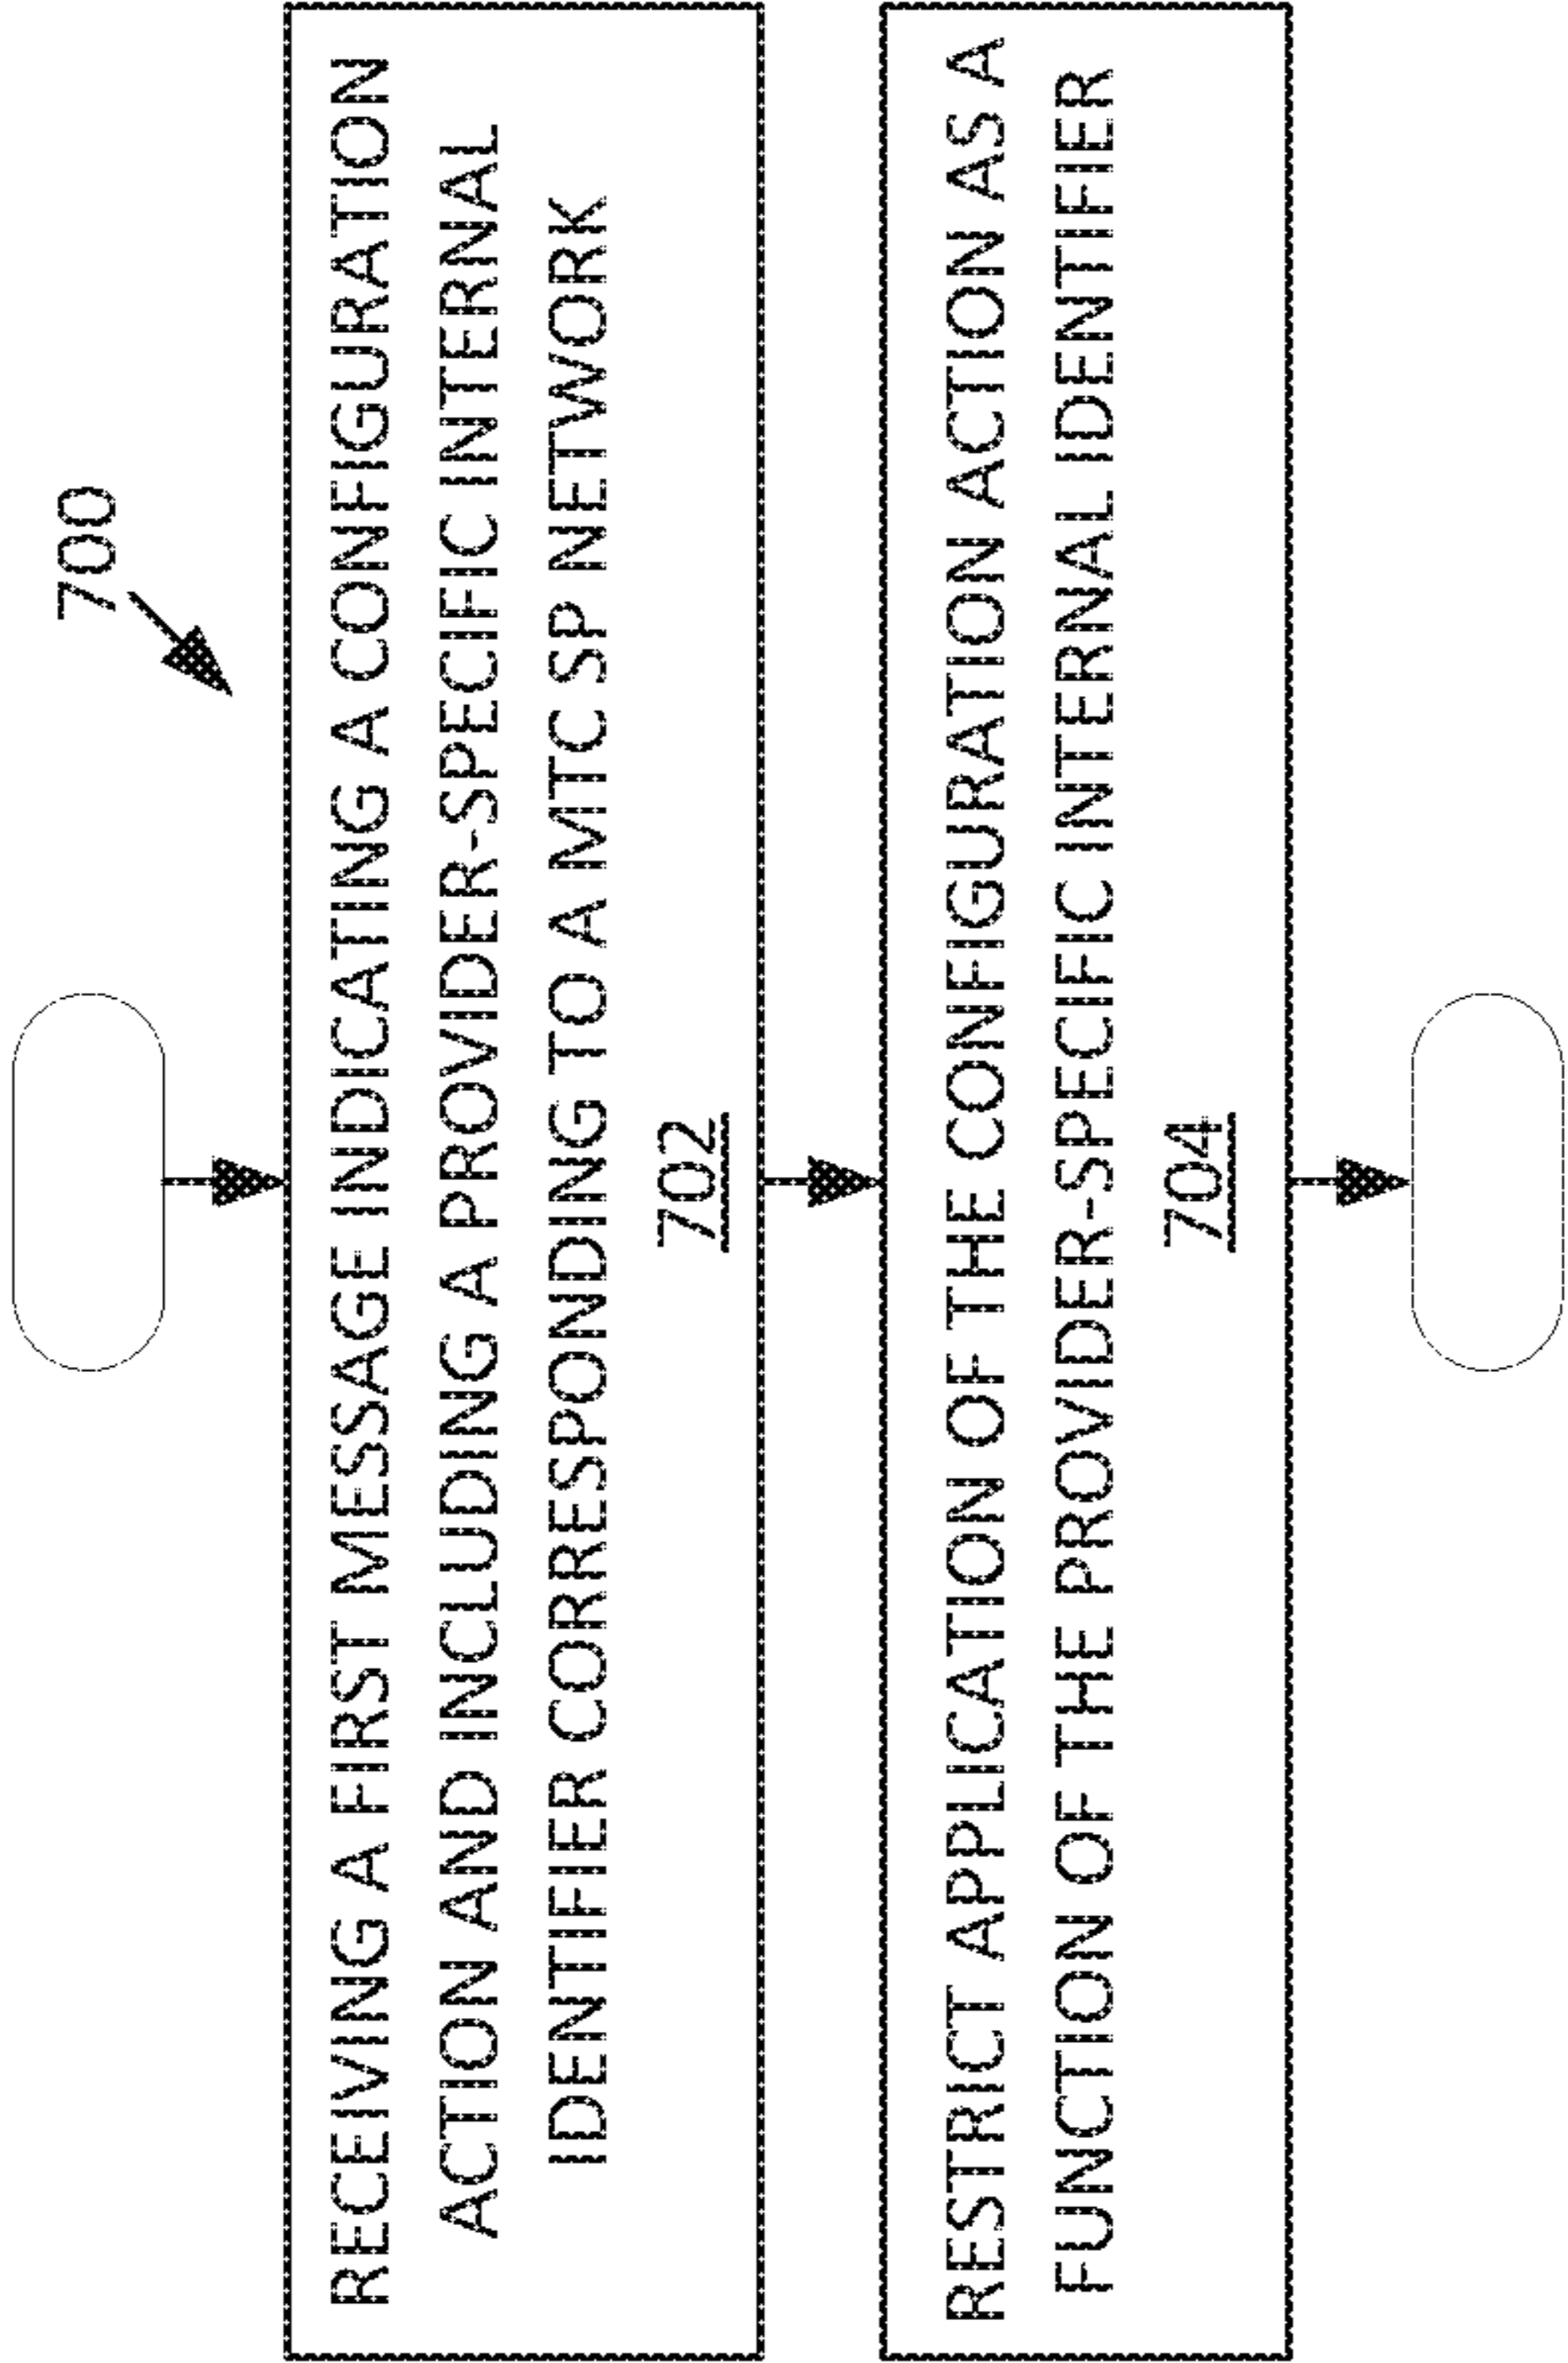 700
RECEIVING A FIRST MESSAGE INDICATING A CONFIGURATION
ACTION AND INCLUDING A PROVIDER-SPECIFIC INTERNAL
IDENTIFIER CORRESPONDING TO A MTC SP NETWORK
702
RESTRICT APPLICATION OF THE CONFIGURATION ACTION AS A
FUNCTION OF THE PROVIDER-SPECIFIC INTERNAL IDENTIFIER
704